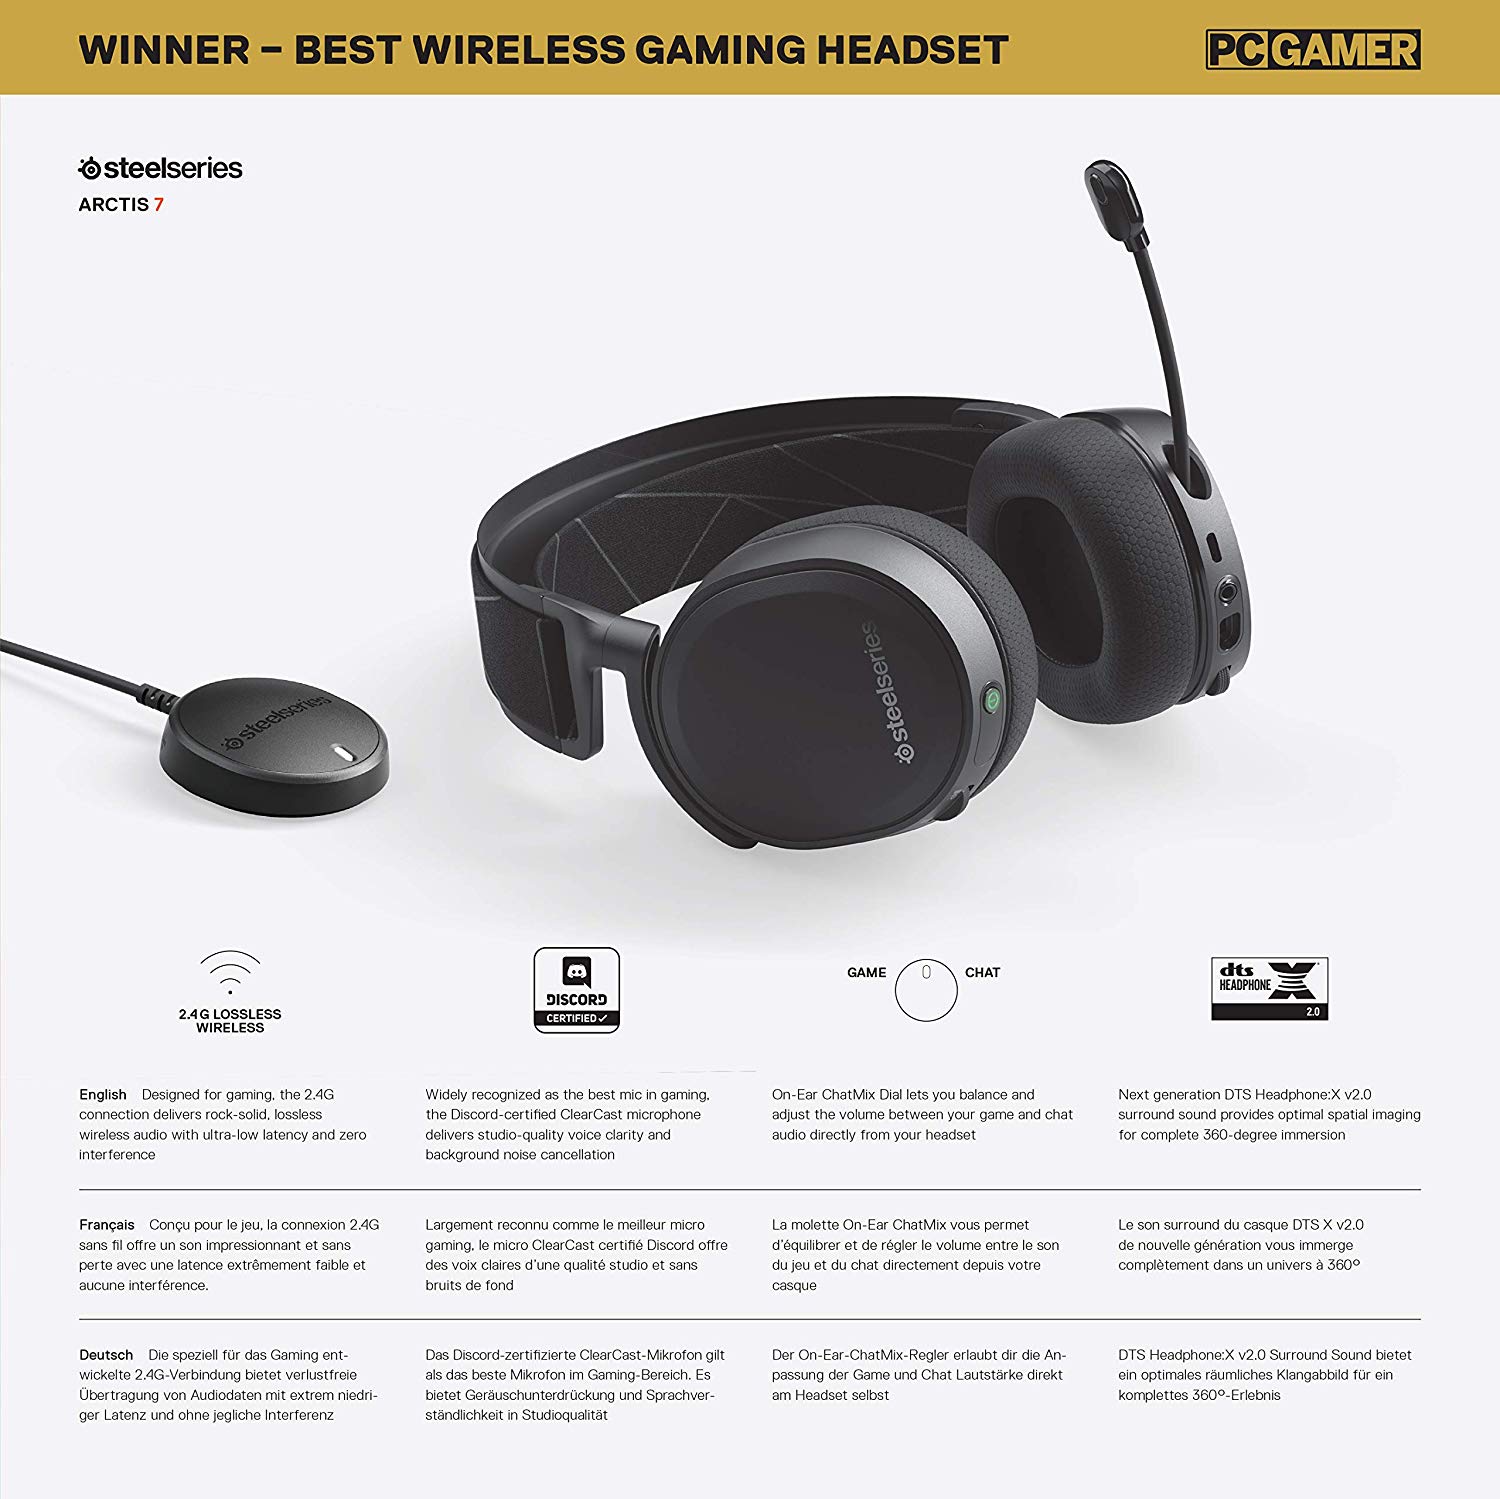 WINNER – BEST WIRELESS GAMING HEADSET
PC GAMER
steelseries
ARCTIS 7
steelseries
steelseries
2.4G LOSSLESS
WIRELESS
DISCORD
CERTIFIED
GAME
CHAT
dts
HEADPHONE X
2.0
English Designed for gaming, the 2.4G
connection delivers rock-solid, lossless
wireless audio with ultra-low latency and zero
interference
Widely recognized as the best mic in gaming,
the Discord-certified ClearCast microphone
delivers studio-quality voice clarity and
background noise cancellation
On-Ear ChatMix Dial lets you balance and
adjust the volume between your game and chat
audio directly from your headset
Next generation DTS Headphone:X v2.0
surround sound provides optimal spatial imaging
for complete 360-degree immersion
Français Conçu pour le jeu, la connexion 2.4G
sans fil offre un son impressionnant et sans
perte avec une latence extrêmement faible et
aucune interférence.
Largement reconnu comme le meilleur micro
gaming, le micro ClearCast certifié Discord offre
des voix claires d'une qualité studio et sans
bruits de fond
La molette On-Ear ChatMix vous permet
d'équilibrer et de régler le volume entre le son
du jeu et du chat directement depuis votre
casque
Le son surround du casque DTS X v2.0
de nouvelle génération vous immerge
complètement dans un univers à 360º
Deutsch Die speziell für das Gaming ent-
wickelte 2.4G-Verbindung bietet verlustfreie
Übertragung von Audiodaten mit extrem niedri-
ger Latenz und ohne jegliche Interferenz
Das Discord-zertifizierte ClearCast-Mikrofon gilt
als das beste Mikrofon im Gaming-Bereich. Es
bietet Geräuschunterdrückung und Sprachver-
ständlichkeit in Studioqualität
Der On-Ear-ChatMix-Regler erlaubt dir die An-
passung der Game und Chat Lautstärke direkt
am Headset selbst
DTS Headphone:X v2.0 Surround Sound bietet
ein optimales räumliches Klangabbild für ein
komplettes 360º-Erlebnis